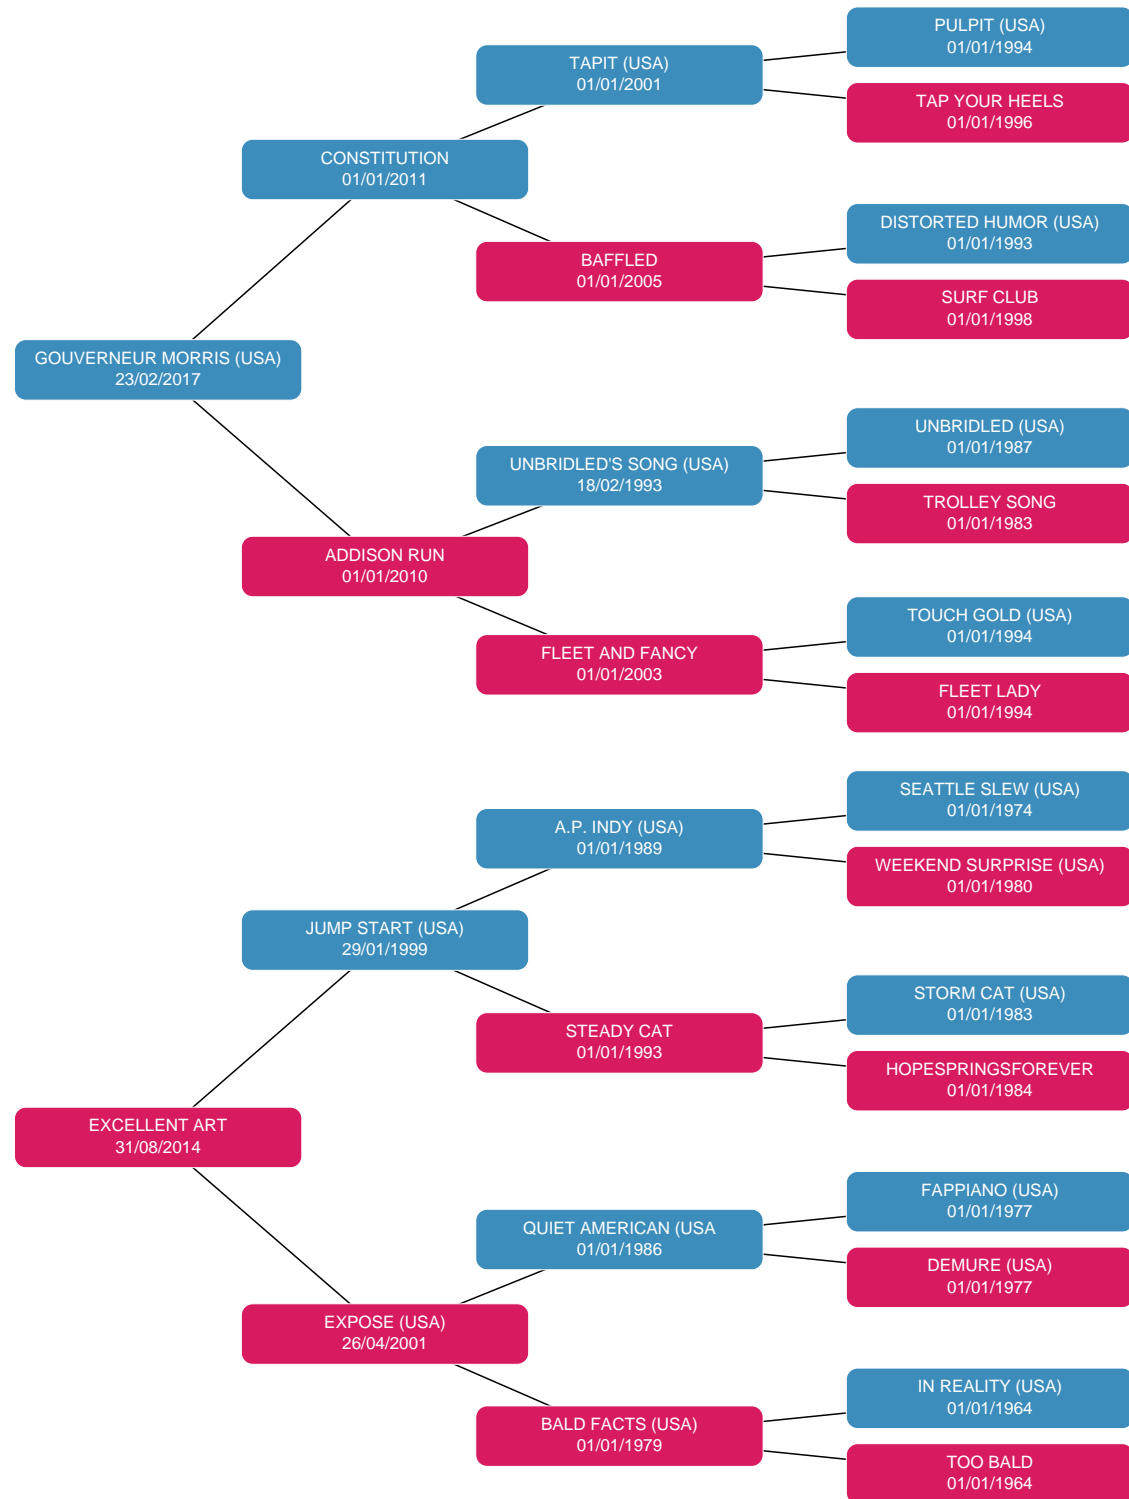 PULPIT (USA)
01/01/1994
TAPIT (USA)
01/01/2001
TAP YOUR HEELS
01/01/1996
CONSTITUTION
01/01/2011
DISTORTED HUMOR (USA)
01/01/1993
BAFFLED
01/01/2005
SURF CLUB
01/01/1998
GOUVERNEUR MORRIS (USA)
23/02/2017
UNBRIDLED (USA)
01/01/1987
UNBRIDLED'S SONG (USA)
18/02/1993
TROLLEY SONG
01/01/1983
ADDISON RUN
01/01/2010
TOUCH GOLD (USA)
01/01/1994
FLEET AND FANCY
01/01/2003
FLEET LADY
01/01/1994
SEATTLE SLEW (USA)
01/01/1974
A.P. INDY (USA)
01/01/1989
WEEKEND SURPRISE (USA)
01/01/1980
JUMP START (USA)
29/01/1999
STORM CAT (USA)
01/01/1983
STEADY CAT
01/01/1993
HOPESPRINGSFOREVER
01/01/1984
EXCELLENT ART
31/08/2014
FAPPIANO (USA)
01/01/1977
QUIET AMERICAN (USA
01/01/1986
DEMURE (USA)
01/01/1977
EXPOSE (USA)
26/04/2001
IN REALITY (USA)
01/01/1964
BALD FACTS (USA)
01/01/1979
TOO BALD
01/01/1964